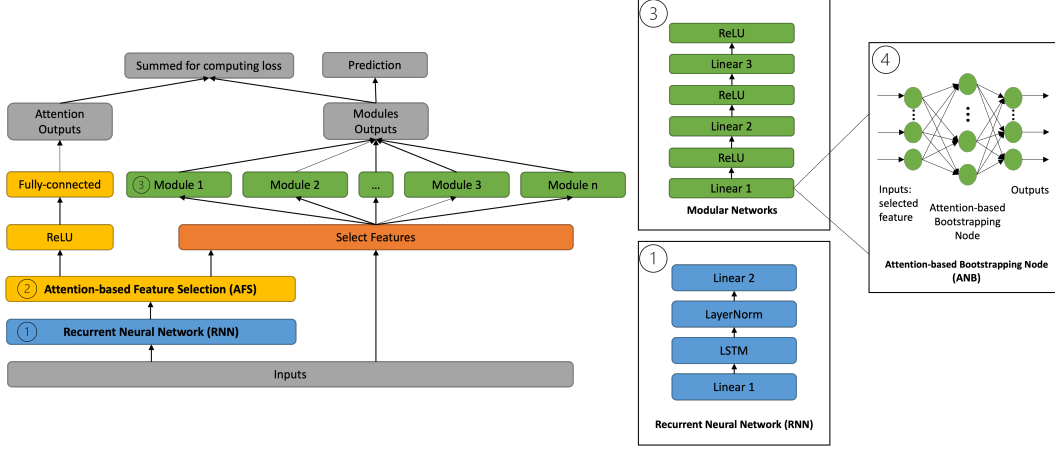 Summed for computing loss
Prediction
Attention
Outputs
Modules
Outputs
Fully-connected
③ Module 1
Module 2
...
Module 3
Module n
ReLU
Select Features
② Attention-based Feature Selection (AFS)
① Recurrent Neural Network (RNN)
Inputs
③
ReLU
Linear 3
ReLU
Linear 2
ReLU
Linear 1
Modular Networks
①
Linear 2
LayerNorm
LSTM
Linear 1
Recurrent Neural Network (RNN)
④
Inputs:
selected
feature
Attention-based
Bootstrapping
Node
Outputs
Attention-based Bootstrapping Node
(ANB)